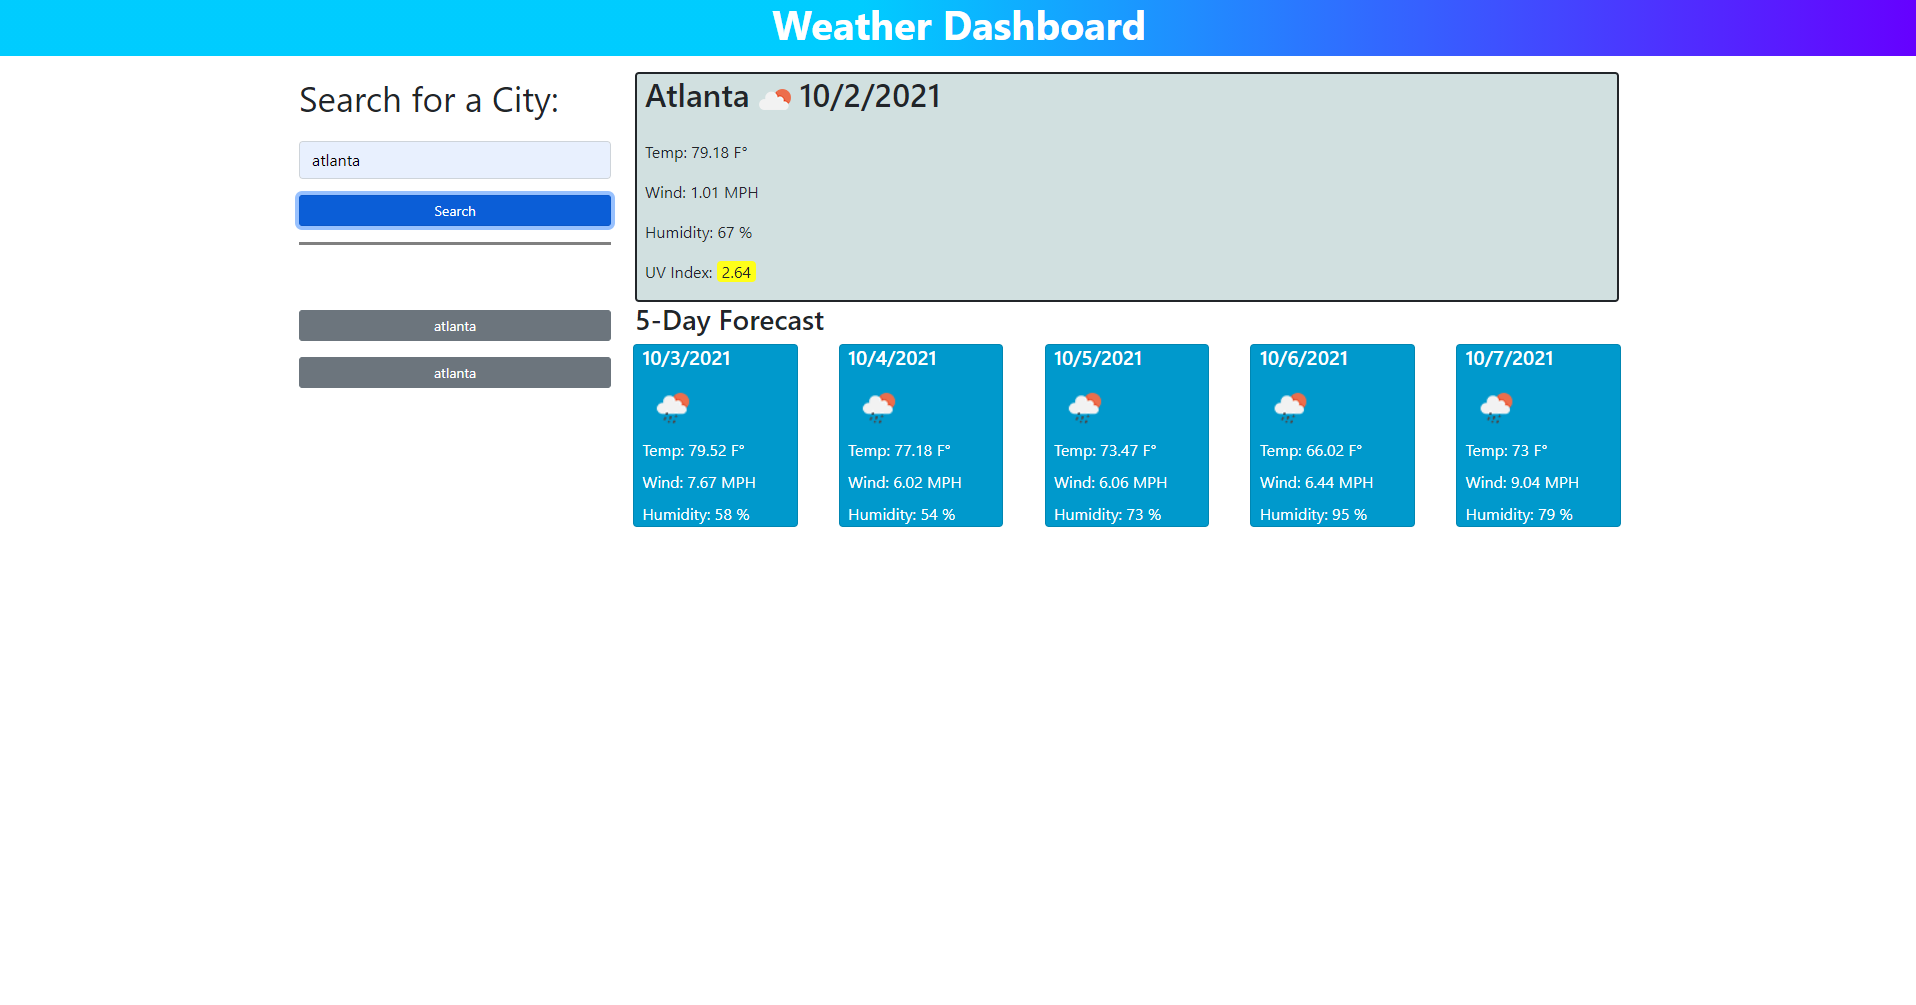 Weather Dashboard
Search for a City:
atlanta
Search
atlanta
atlanta
Atlanta 10/2/2021
Temp: 79.18 F°
Wind: 1.01 MPH
Humidity: 67 %
UV Index: 2.64
5-Day Forecast
10/3/2021
Temp: 79.52 F°
Wind: 7.67 MPH
Humidity: 58 %
10/4/2021
Temp: 77.18 F°
Wind: 6.02 MPH
Humidity: 54 %
10/5/2021
Temp: 73.47 F°
Wind: 6.06 MPH
Humidity: 73 %
10/6/2021
Temp: 66.02 F°
Wind: 6.44 MPH
Humidity: 95 %
10/7/2021
Temp: 73 F°
Wind: 9.04 MPH
Humidity: 79 %